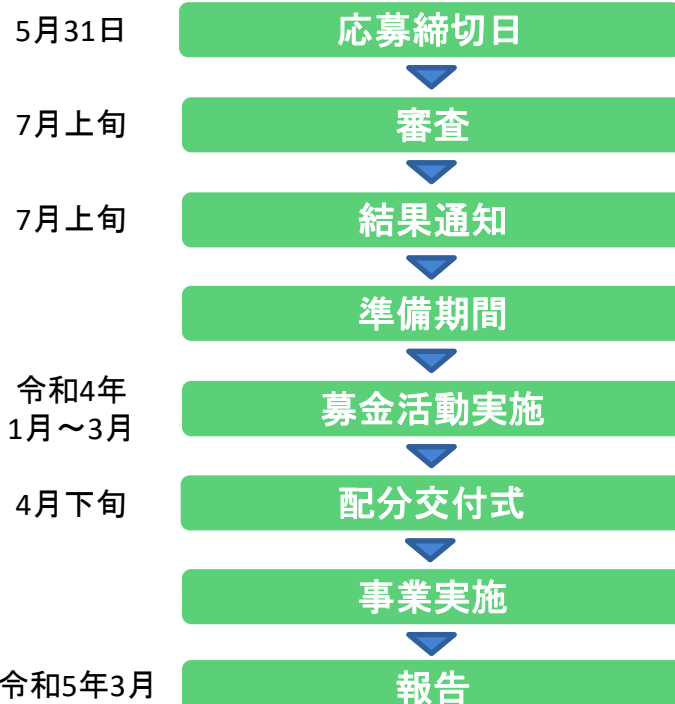 5月31日
応募締切日
7月上旬
審査
7月上旬
結果通知
準備期間
令和4年
1月～3月
募金活動実施
4月下旬
配分交付式
事業実施
令和5年3月
報告